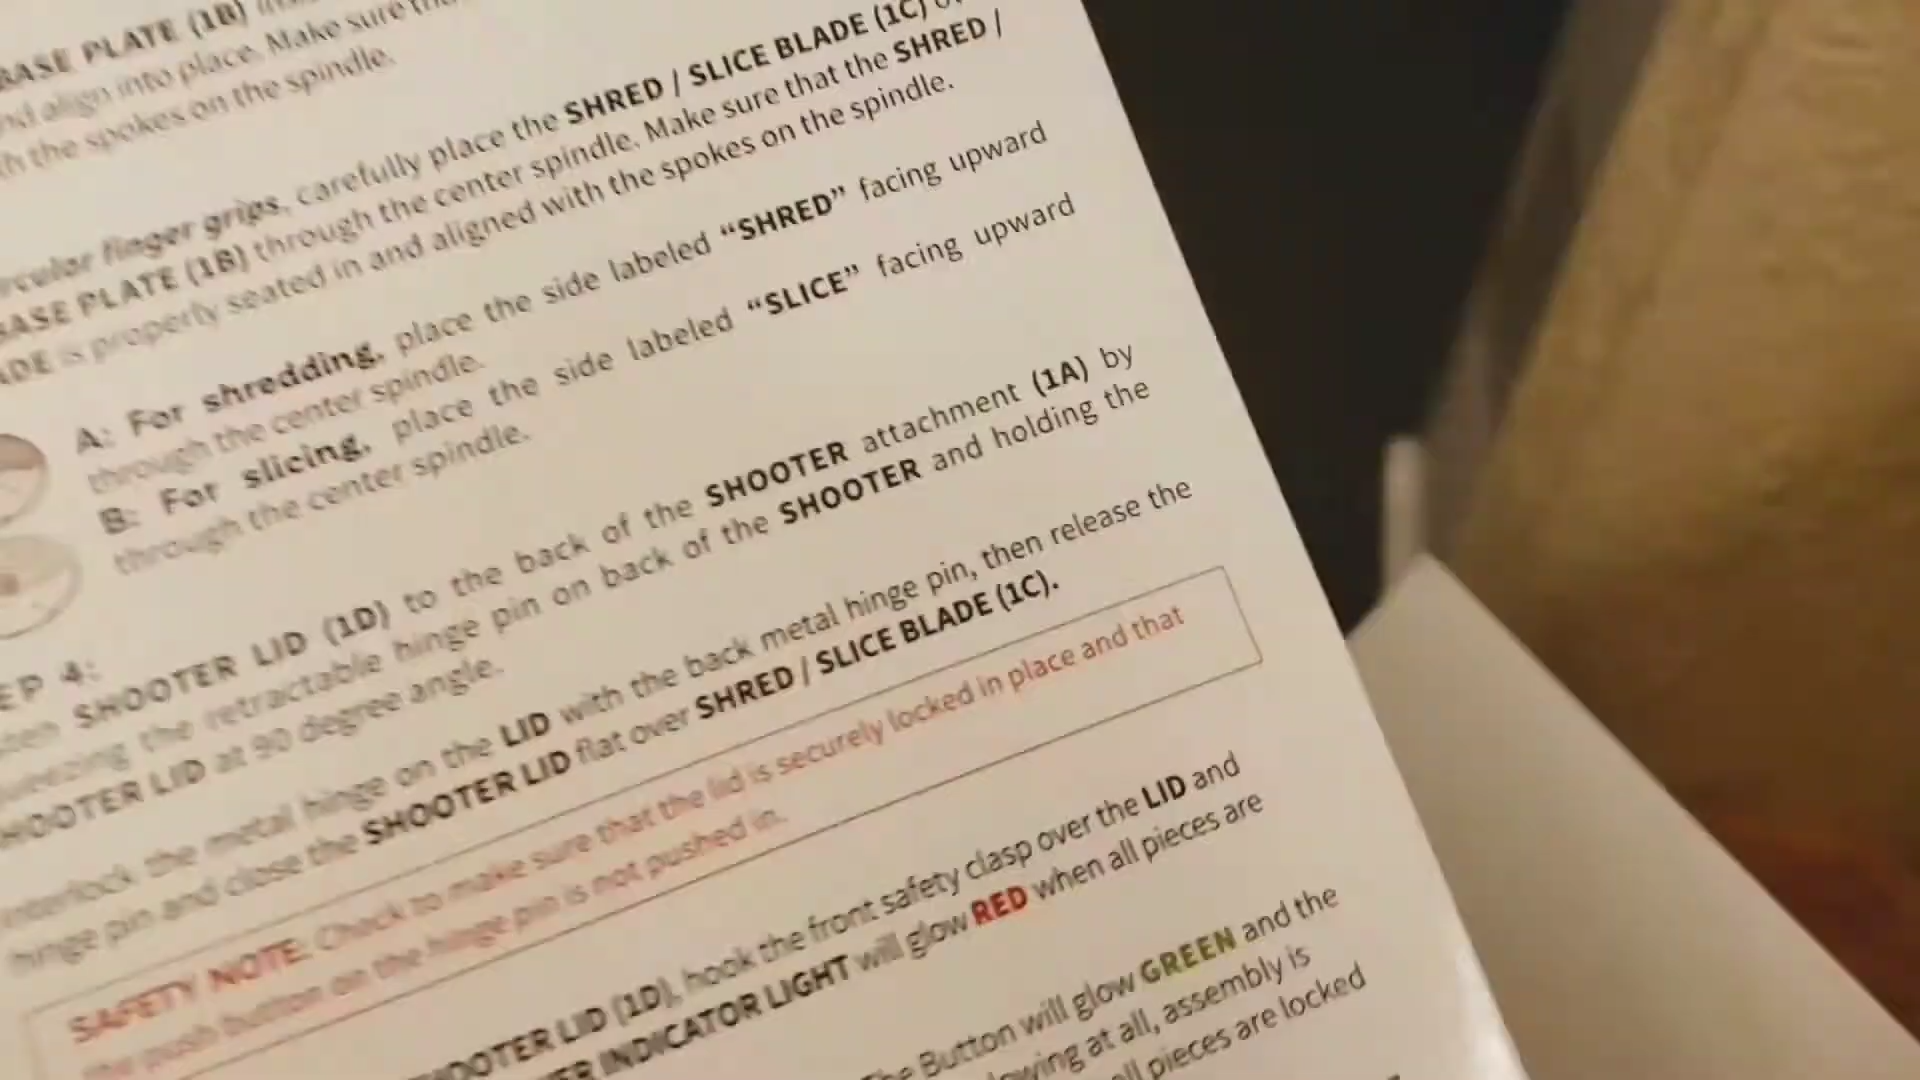 BASE PLATE (1B)
and align into place. Make sure
the spokes on the spindle.
circular finger grips, carefully place the SHRED / SLICE BLADE (1C)
BASE PLATE (1B) through the center spindle. Make sure that the SHRED /
is properly seated in and aligned with the spokes on the spindle.
A: For shredding, place the side labeled “SHRED” facing upward
through the center spindle.
B: For slicing, place the side labeled “SLICE” facing upward
through the center spindle.
EP 4:
SHOOTER LID (1D) to the back of the SHOOTER attachment (1A) by
the retractable hinge pin on back of the SHOOTER and holding the
HOOTER LID at 90 degree angle.
Interlock the metal hinge on the LID with the back metal hinge pin, then release the
hinge pin and close the SHOOTER LID flat over SHRED / SLICE BLADE (1C).
SAFETY NOTE: Check to make sure that the lid is securely locked in place and that
the push button on the hinge pin is not pushed in.
HOOTER LID (1D), hook the front safety clasp over the LID and
ER INDICATOR LIGHT will glow RED when all pieces are
The Button will glow GREEN and the
lowing at all, assembly is
all pieces are locked